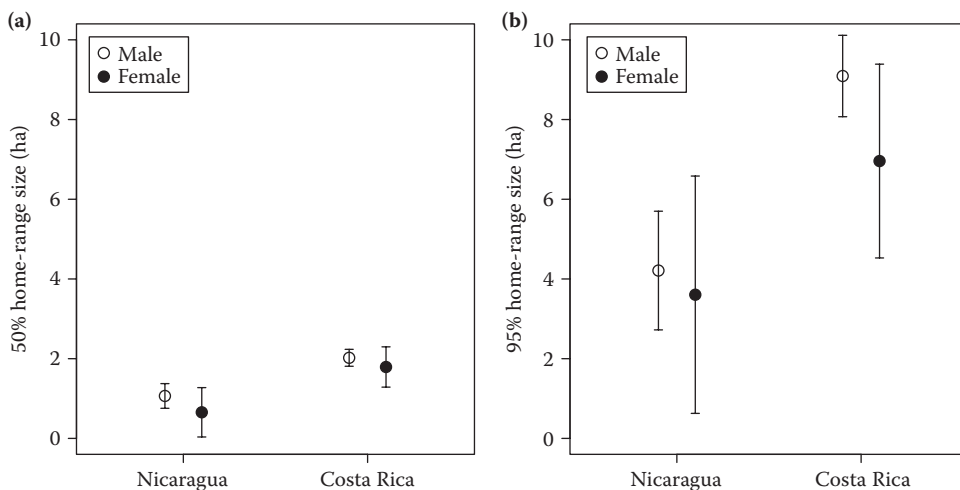 (a)
10
8
6
4
2
0
50% home-range size (ha)
Male
Female
Nicaragua
Costa Rica
(b)
10
8
6
4
2
0
95% home-range size (ha)
Male
Female
Nicaragua
Costa Rica